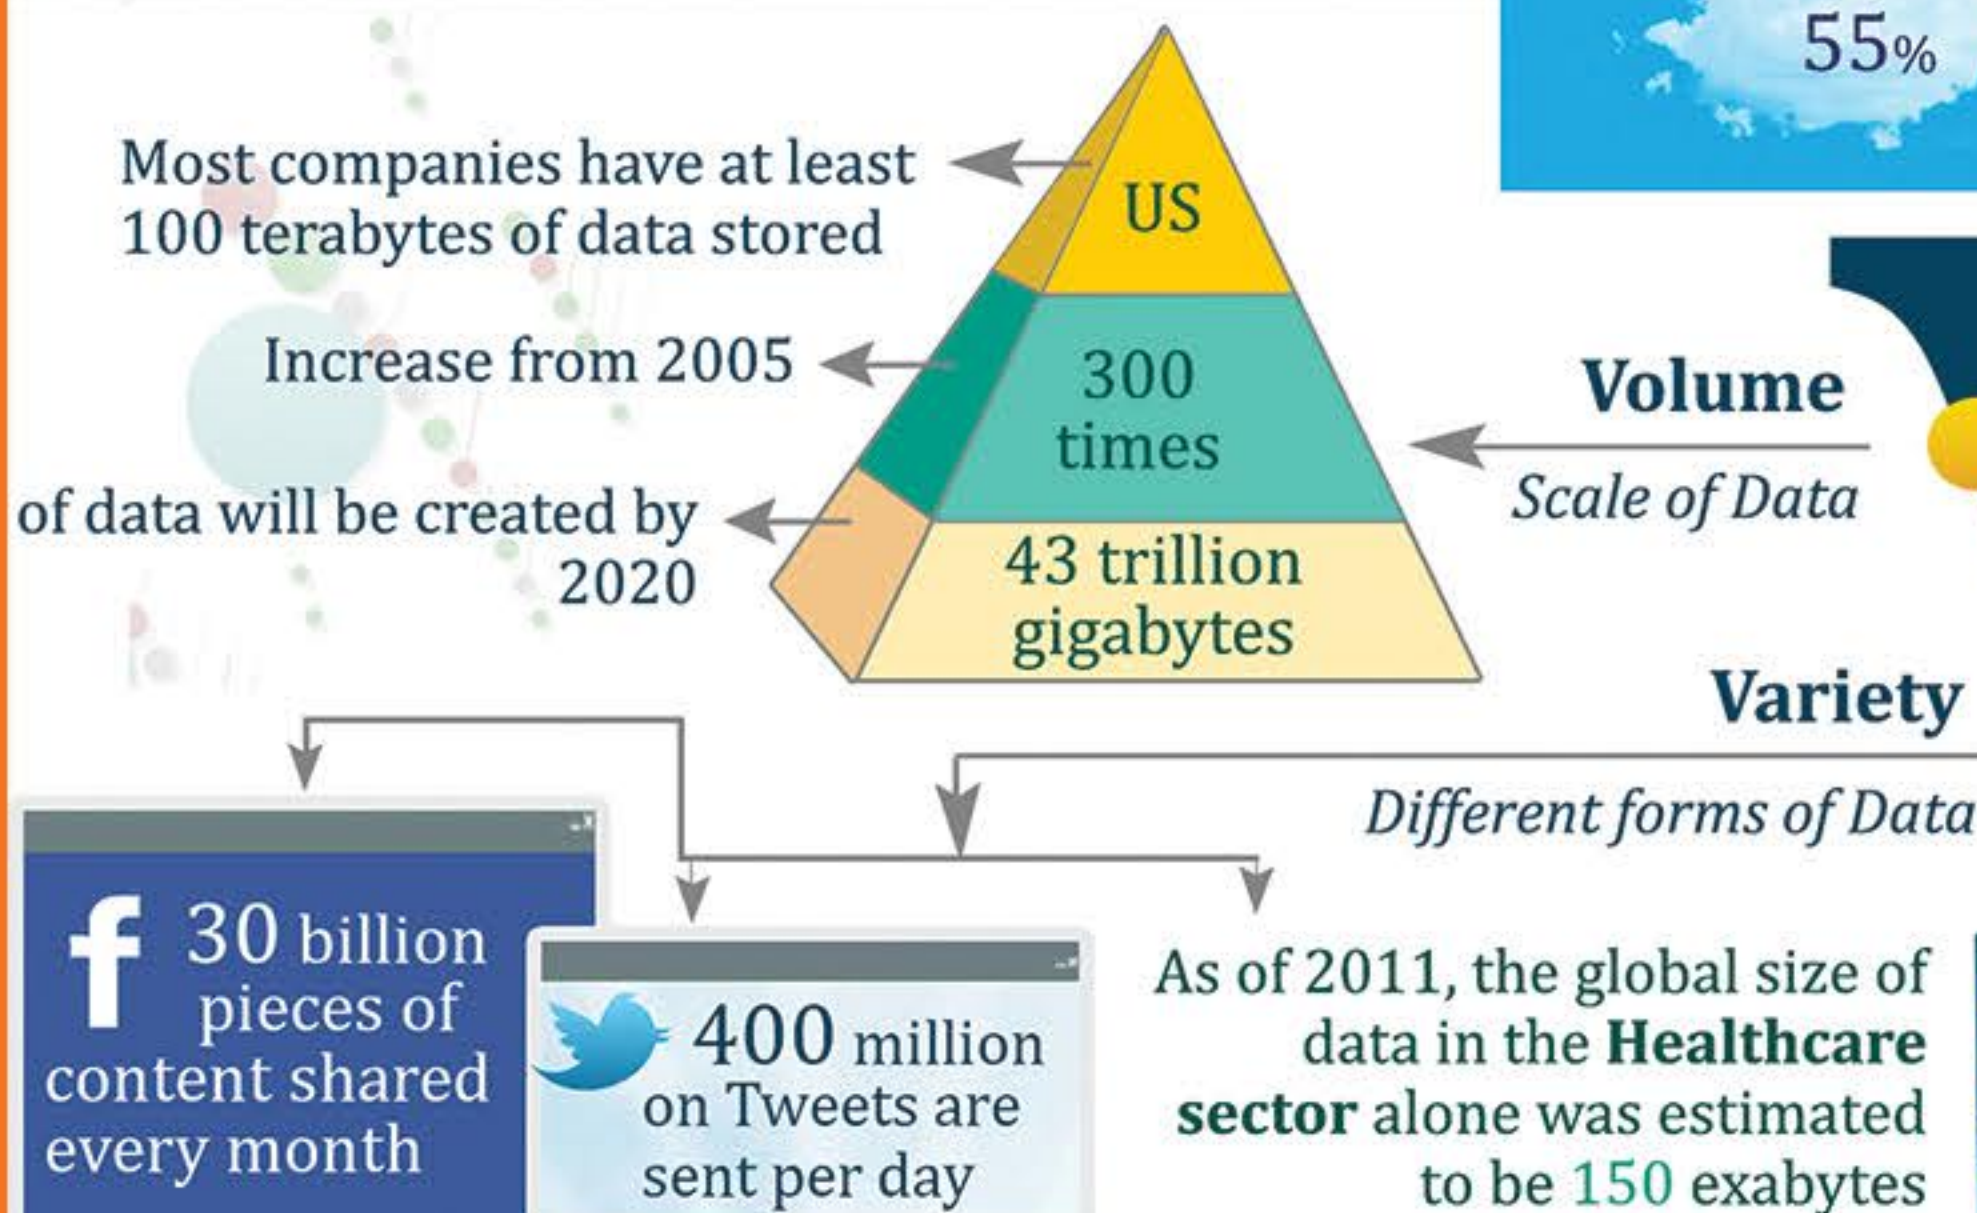 55%
Most companies have at least
100 terabytes of data stored
US
Increase from 2005
300
times
Volume
Scale of Data
of data will be created by
2020
43 trillion
gigabytes
Variety
Different forms of Data
f 30 billion
pieces of
content shared
every month
400 million
on Tweets are
sent per day
As of 2011, the global size of
data in the Healthcare
sector alone was estimated
to be 150 exabytes